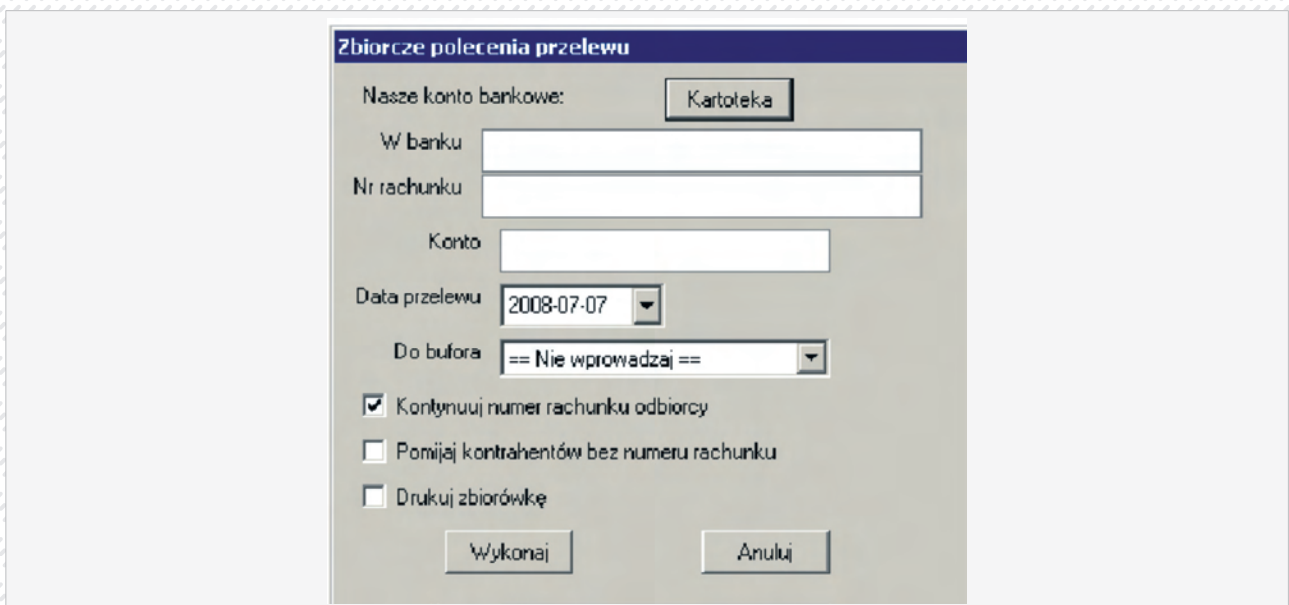 Zbiorcze polecenia przelewu
Nasze konto bankowe: Kartoteka
W banku
Nr rachunku
Konto
Data przelewu 2008-07-07
Do bufora == Nie wprowadzaj ==
Kontynuuj numer rachunku odbiorcy
Pomijaj kontrahentów bez numeru rachunku
Drukuj zbiorówkę
Wykonaj Anuluj